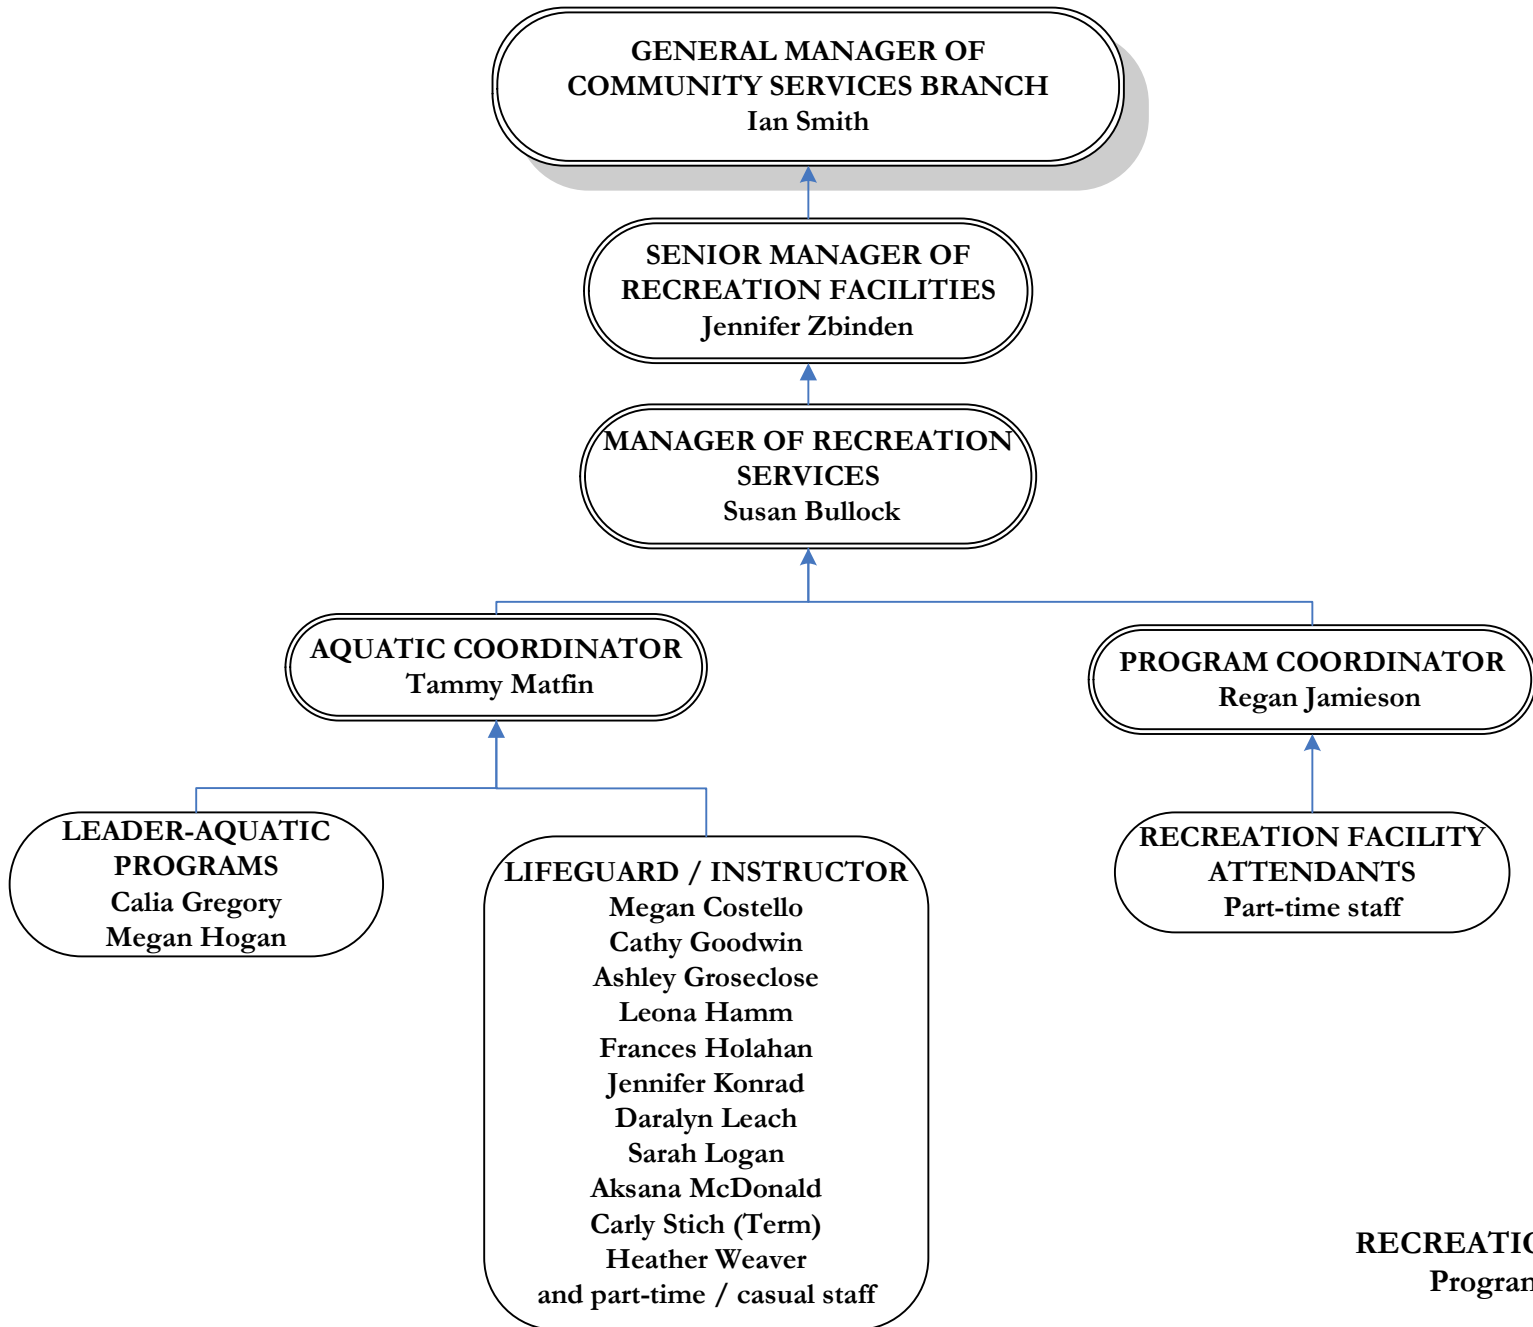 GENERAL MANAGER OF
COMMUNITY SERVICES BRANCH
Ian Smith
SENIOR MANAGER OF
RECREATION FACILITIES
Jennifer Zbinden
MANAGER OF RECREATION
SERVICES
Susan Bullock
AQUATIC COORDINATOR
Tammy Matfin
PROGRAM COORDINATOR
Regan Jamieson
LEADER-AQUATIC
PROGRAMS
Calia Gregory
Megan Hogan
LIFEGUARD / INSTRUCTOR
Megan Costello
Cathy Goodwin
Ashley Groseclose
Leona Hamm
Frances Holahan
Jennifer Konrad
Daralyn Leach
Sarah Logan
Aksana McDonald
Carly Stich (Term)
Heather Weaver
and part-time / casual staff
RECREATION FACILITY
ATTENDANTS
Part-time staff